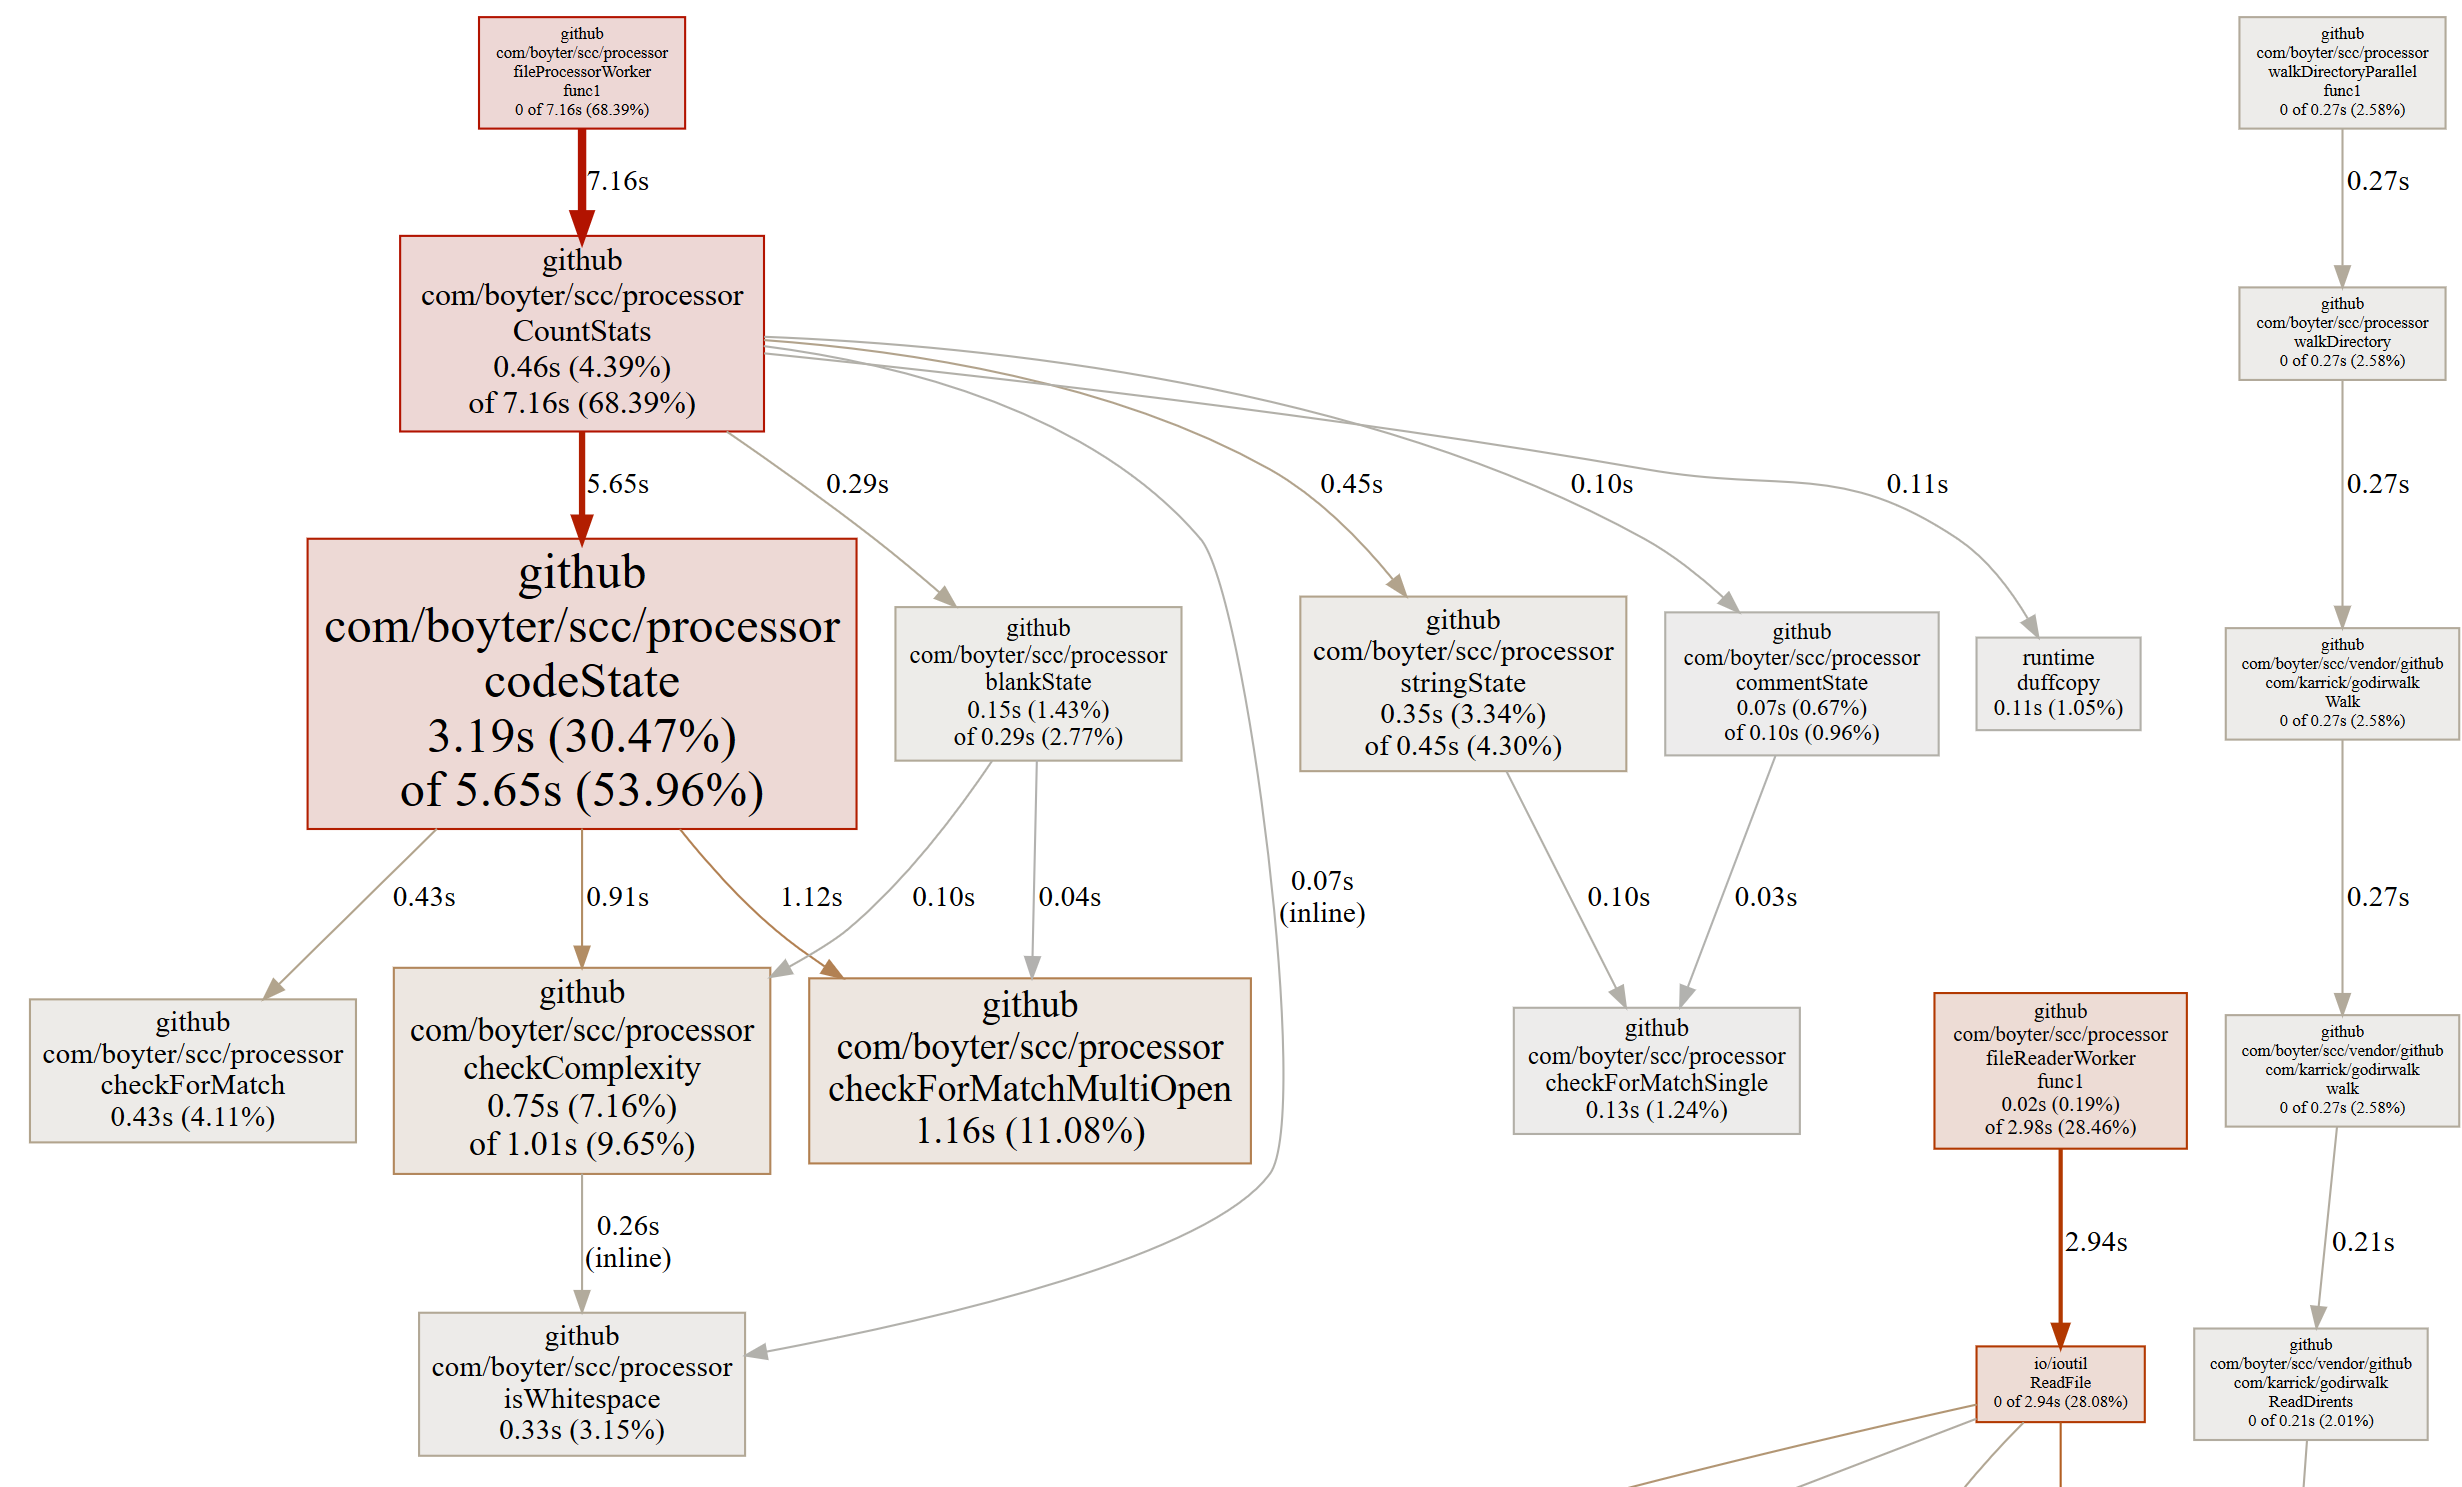 github
com/boyter/scc/processor
fileProcessorWorker
func1
0 of 7.16s (68.39%)
github
com/boyter/scc/processor
walkDirectoryParallel
func1
0 of 0.27s (2.58%)
7.16s
0.27s
github
com/boyter/scc/processor
CountStats
0.46s (4.39%)
of 7.16s (68.39%)
github
com/boyter/scc/processor
walkDirectory
0 of 0.27s (2.58%)
5.65s
0.29s
0.45s
0.10s
0.11s
0.27s
github
com/boyter/scc/processor
codeState
3.19s (30.47%)
of 5.65s (53.96%)
github
com/boyter/scc/processor
blankState
0.15s (1.43%)
of 0.29s (2.77%)
github
com/boyter/scc/processor
stringState
0.35s (3.34%)
of 0.45s (4.30%)
github
com/boyter/scc/processor
commentState
0.07s (0.67%)
of 0.10s (0.96%)
runtime
duffcopy
0.11s (1.05%)
github
com/boyter/scc/vendor/github
com/karrick/godirwalk
Walk
0 of 0.27s (2.58%)
0.43s
0.91s
1.12s
0.10s
0.04s
0.07s
(inline)
0.10s
0.03s
0.27s
github
com/boyter/scc/processor
checkForMatch
0.43s (4.11%)
github
com/boyter/scc/processor
checkComplexity
0.75s (7.16%)
of 1.01s (9.65%)
github
com/boyter/scc/processor
checkForMatchMultiOpen
1.16s (11.08%)
github
com/boyter/scc/processor
checkForMatchSingle
0.13s (1.24%)
github
com/boyter/scc/processor
fileReaderWorker
func1
0.02s (0.19%)
of 2.98s (28.46%)
github
com/boyter/scc/vendor/github
com/karrick/godirwalk
walk
0 of 0.27s (2.58%)
0.26s
(inline)
2.94s
0.21s
github
com/boyter/scc/processor
isWhitespace
0.33s (3.15%)
io/ioutil
ReadFile
0 of 2.94s (28.08%)
github
com/boyter/scc/vendor/github
com/karrick/godirwalk
ReadDirents
0 of 0.21s (2.01%)